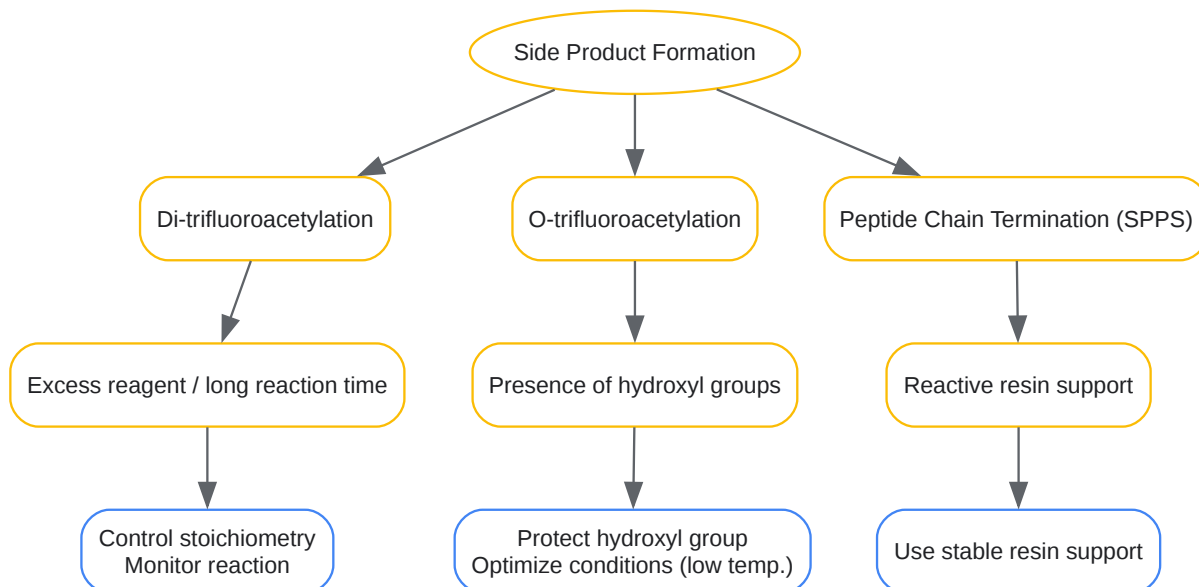 Side Product Formation
Di-trifluoroacetylation
O-trifluoroacetylation
Peptide Chain Termination (SPPS)
Excess reagent / long reaction time
Presence of hydroxyl groups
Reactive resin support
Control stoichiometry
Monitor reaction
Protect hydroxyl group
Optimize conditions (low temp.)
Use stable resin support